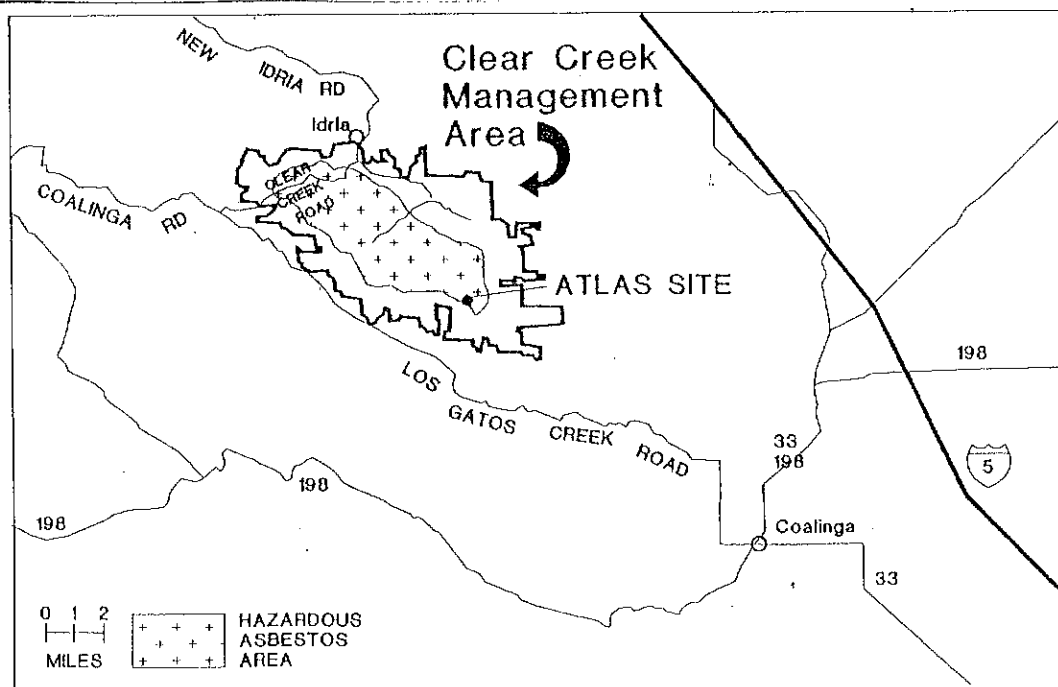 NEW
IDRIA RD
Idria
Clear Creek
Management
Area
CLEAR
CREEK
ROAD
COALINGA RD
ATLAS SITE
LOS
GATOS CREEK ROAD
198
33
198
5
198
198
Coalinga
33
0 1 2
MILES
HAZARDOUS
ASBESTOS
AREA